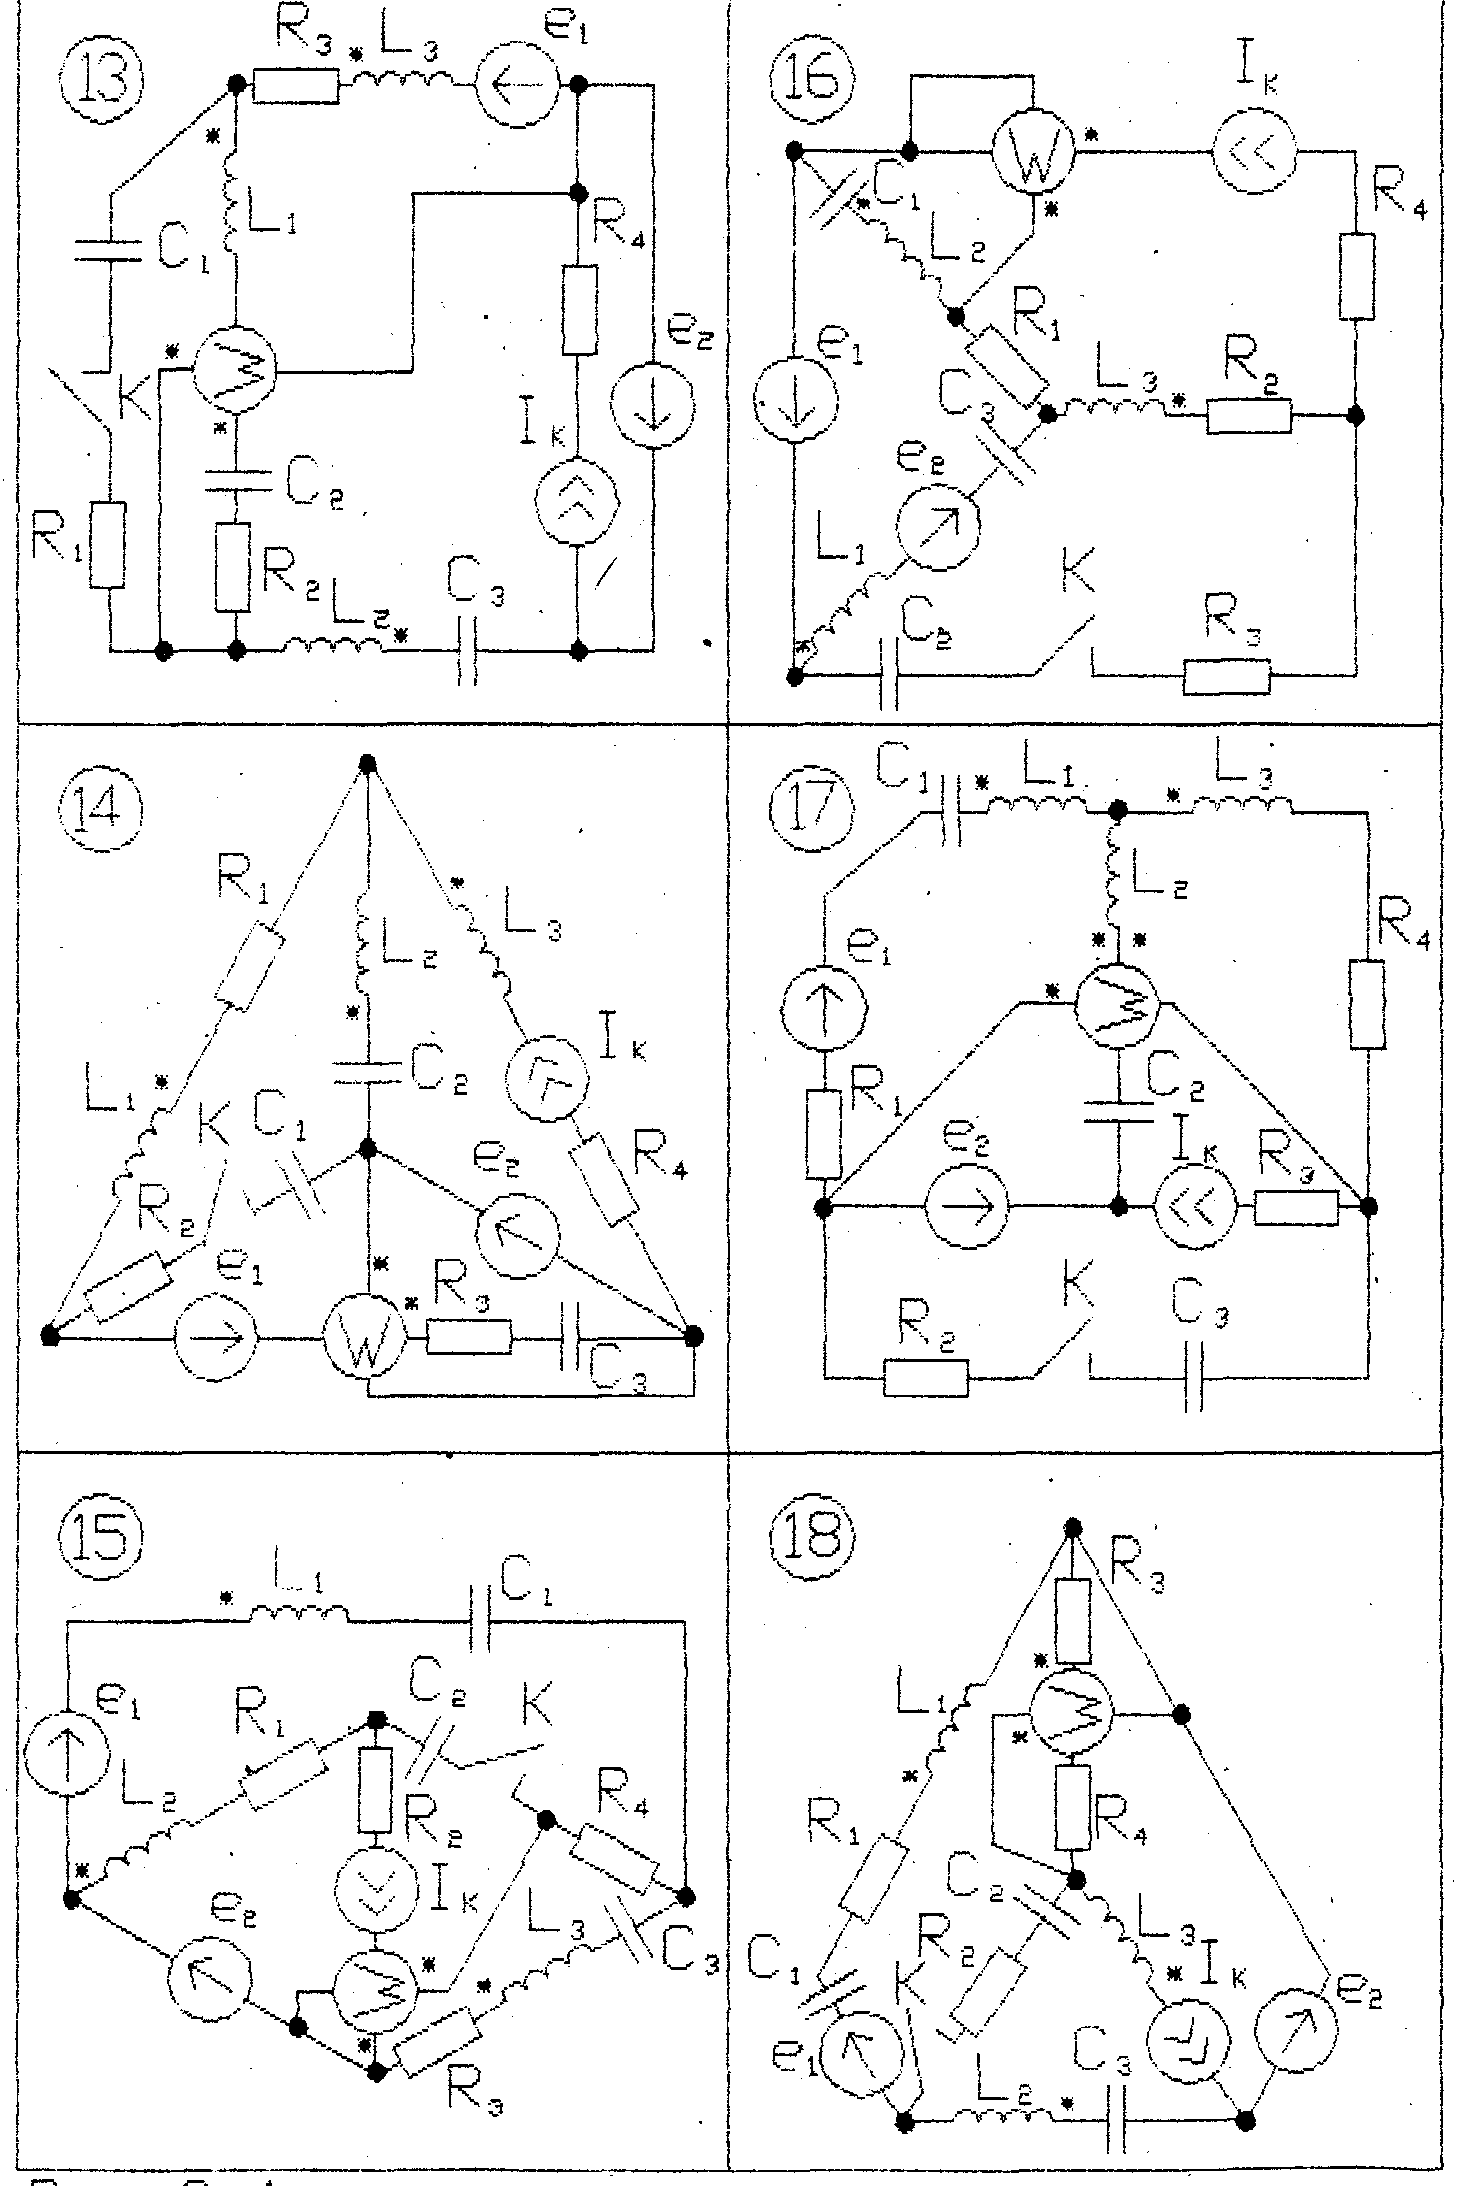 13
R3 * L3 e1
*
L1
C1
R4
e2
*
W
K
IK
*
C2
R1
R2
L2 * C3
16
IK
W *
C1
*
*
R4
L2
R1
e1
L3 * R2
C3
e2
L1
K
*
C2
R3
14
R1
* L3
L2
*
IK
L1 *
C2
K C1
e2
R4
R2
e1
*
W * R3
C3
17
C1 * L1
* L3
L2
R4
e1
* *
* W
C2
R1
e2
IK R3
K
R2
C3
15
* L1
C1
C2
K
e1
R1
L2
R4
R2
*
IK
e2
L3
W *
*
C3
*
R3
18
R3
*
L1
W
*
*
R1
R4
C2
R2
L3
* IK
C1
K
e2
e1
C3
L2 *